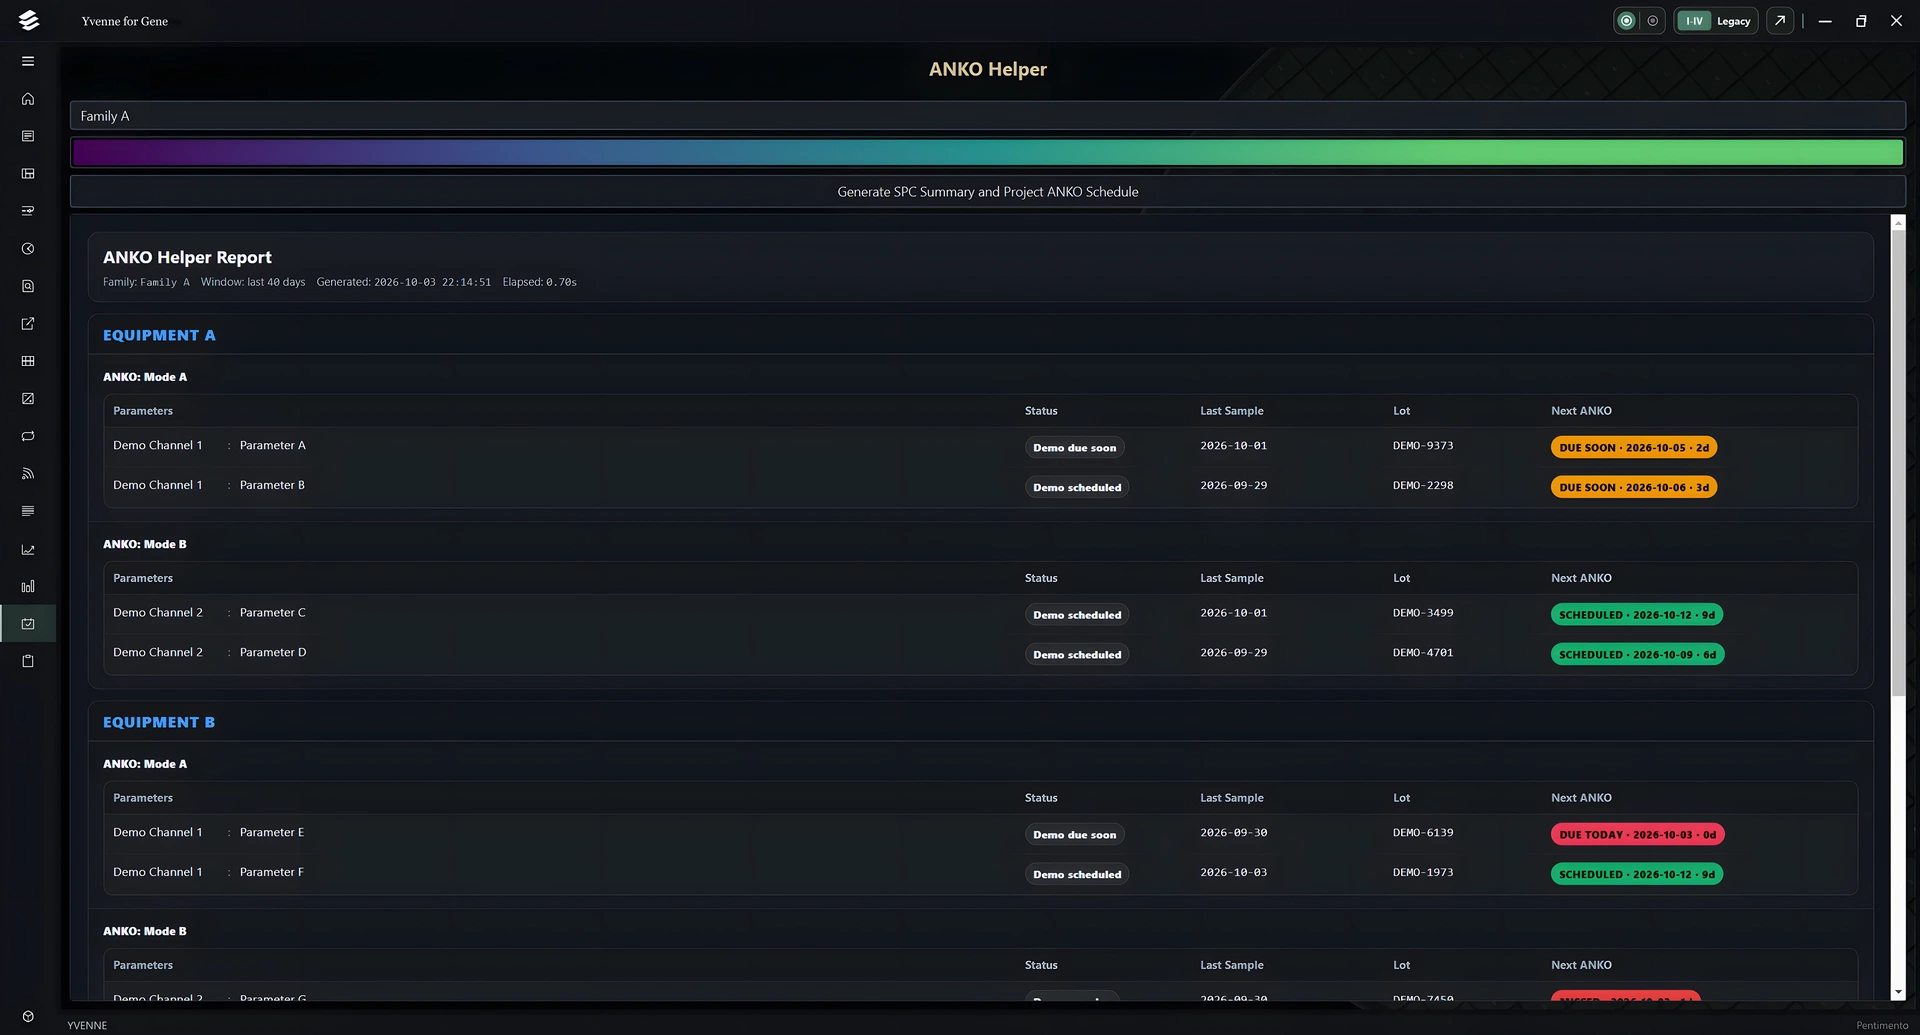 Yvenne for Gene
I-IV Legacy
ANKO Helper
Family A
Generate SPC Summary and Project ANKO Schedule
ANKO Helper Report
Family: Family A Window: last 40 days Generated: 2026-10-03 22:14:51 Elapsed: 0.70s
EQUIPMENT A
ANKO: Mode A
Parameters Status Last Sample Lot Next ANKO
Demo Channel 1 : Parameter A Demo due soon 2026-10-01 DEMO-9373 DUE SOON · 2026-10-05 · 2d
Demo Channel 1 : Parameter B Demo scheduled 2026-09-29 DEMO-2298 DUE SOON · 2026-10-06 · 3d
ANKO: Mode B
Parameters Status Last Sample Lot Next ANKO
Demo Channel 2 : Parameter C Demo scheduled 2026-10-01 DEMO-3499 SCHEDULED · 2026-10-12 · 9d
Demo Channel 2 : Parameter D Demo scheduled 2026-09-29 DEMO-4701 SCHEDULED · 2026-10-09 · 6d
EQUIPMENT B
ANKO: Mode A
Parameters Status Last Sample Lot Next ANKO
Demo Channel 1 : Parameter E Demo due soon 2026-09-30 DEMO-6139 DUE TODAY · 2026-10-03 · 0d
Demo Channel 1 : Parameter F Demo scheduled 2026-10-03 DEMO-1973 SCHEDULED · 2026-10-12 · 9d
ANKO: Mode B
Parameters Status Last Sample Lot Next ANKO
Demo Channel 2 : Parameter G 2026-09-30 DEMO-7450
YVENNE
Pentimento